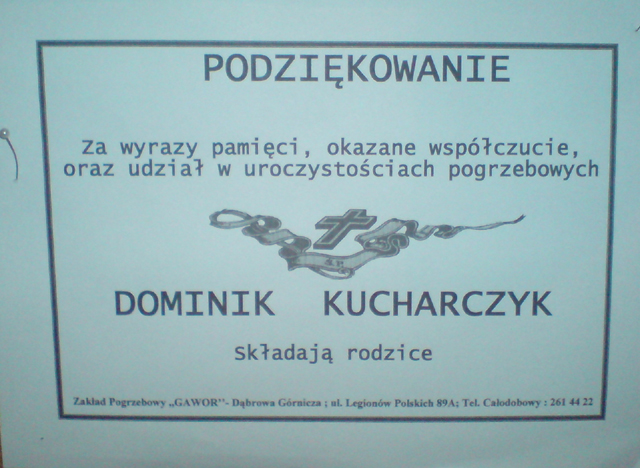 PODZIĘKOWANIE
Za wyrazy pamięci, okazane współczucie,
oraz udział w uroczystościach pogrzebowych
DOMINIK KUCHARCZYK
Składają rodzice
Zakład Pogrzebowy „GAWOR"- Dąbrowa Górnicza ; ul. Legionów Polskich 89A; Tel. Całodobowy : 261 44 22